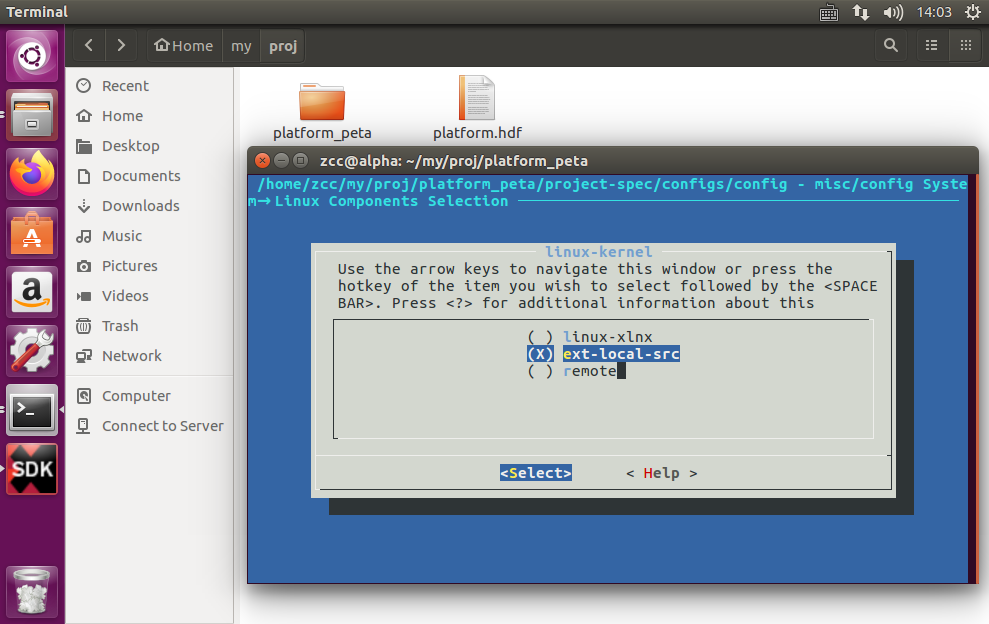 Terminal
14:03
Home
my
proj
Recent
Home
Desktop
Documents
Downloads
Music
Pictures
Videos
Trash
Network
Computer
Connect to Server
a
>_
SDK
platform_peta
platform.hdf
zcc@alpha: ~/my/proj/platform_peta
/home/zcc/my/proj/platform_peta/project-spec/configs/config - misc/config Syste
m→Linux Components Selection
linux-kernel
Use the arrow keys to navigate this window or press the
hotkey of the item you wish to select followed by the <SPACE
BAR>. Press <?> for additional information about this
( ) linux-xlnx
(X) ext-local-src
( ) remote
<Select> < Help >